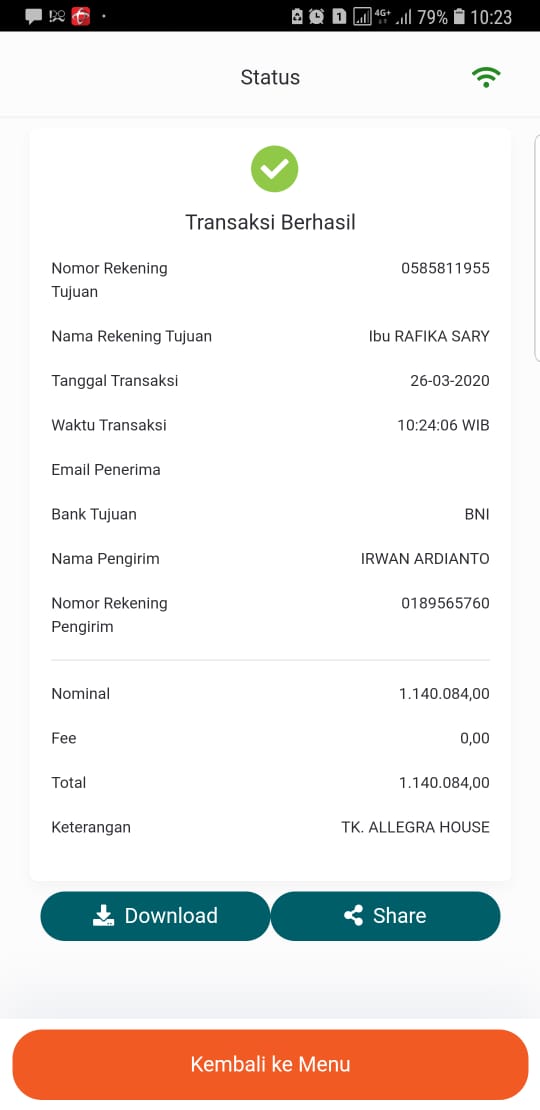 79% 10:23
Status
Transaksi Berhasil
Nomor Rekening Tujuan 0585811955
Nama Rekening Tujuan Ibu RAFIKA SARY
Tanggal Transaksi 26-03-2020
Waktu Transaksi 10:24:06 WIB
Email Penerima
Bank Tujuan BNI
Nama Pengirim IRWAN ARDIANTO
Nomor Rekening Pengirim 0189565760
Nominal 1.140.084,00
Fee 0,00
Total 1.140.084,00
Keterangan TK. ALLEGRA HOUSE
Download Share
Kembali ke Menu